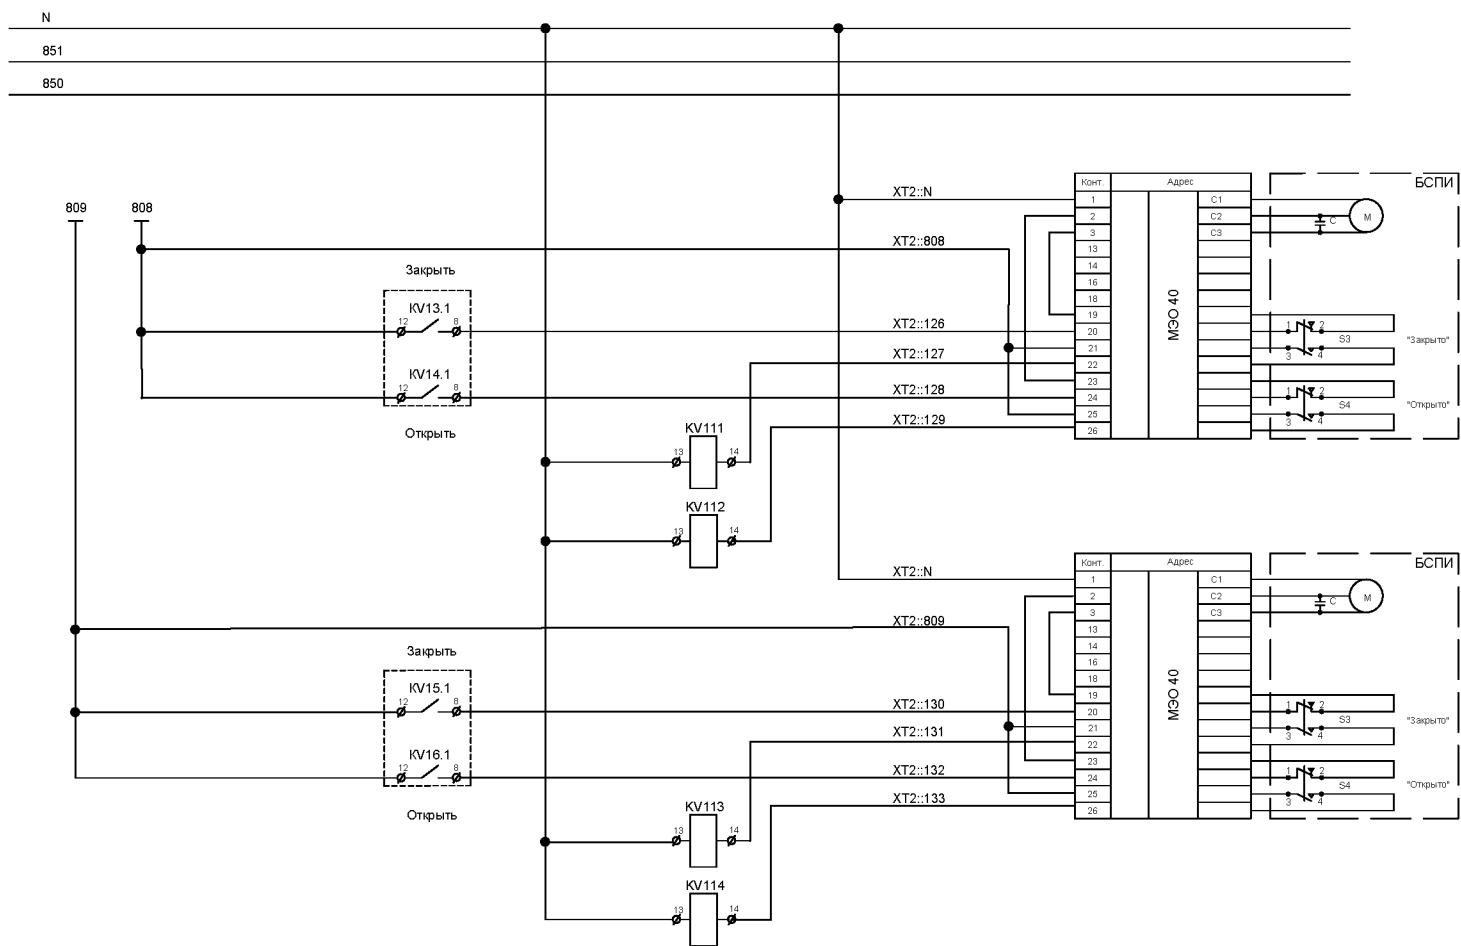 N
851
850
809
808
Закрыть
KV13.1
12
8
KV14.1
12
8
Открыть
XT2::N
XT2::808
XT2::126
XT2::127
XT2::128
XT2::129
KV111
13
14
KV112
13
14
Конт.
Адрес
1
C1
2
C2
3
C3
13
14
16
18
19
20
21
22
23
24
25
26
МЭО 40
БСПИ
C
M
1
2
S3
3
4
"Закрыто"
1
2
S4
3
4
"Открыто"
Закрыть
KV15.1
12
8
KV16.1
12
8
Открыть
XT2::N
XT2::809
XT2::130
XT2::131
XT2::132
XT2::133
KV113
13
14
KV114
13
14
Конт.
Адрес
1
C1
2
C2
3
C3
13
14
16
18
19
20
21
22
23
24
25
26
МЭО 40
БСПИ
C
M
1
2
S3
3
4
"Закрыто"
1
2
S4
3
4
"Открыто"